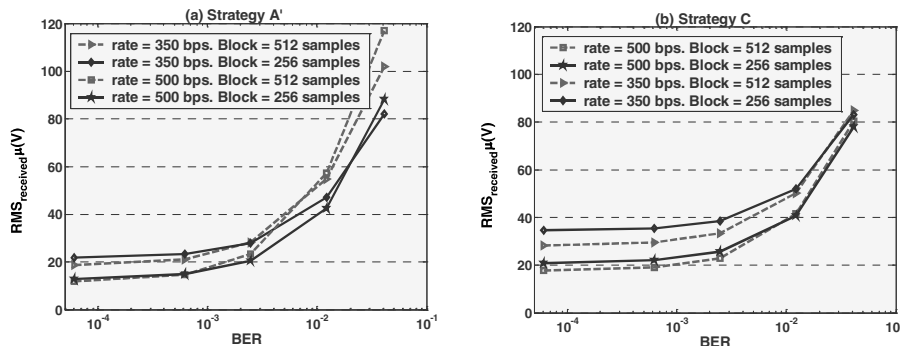 (a) Strategy A'
120
100
80
60
40
20
0
RMS_received µ(V)
rate = 350 bps. Block = 512 samples
rate = 350 bps. Block = 256 samples
rate = 500 bps. Block = 512 samples
rate = 500 bps. Block = 256 samples
10^-4
10^-3
10^-2
10^-1
BER
(b) Strategy C
120
100
80
60
40
20
0
RMS_received µ(V)
rate = 500 bps. Block = 512 samples
rate = 500 bps. Block = 256 samples
rate = 350 bps. Block = 512 samples
rate = 350 bps. Block = 256 samples
10^-4
10^-3
10^-2
10
BER